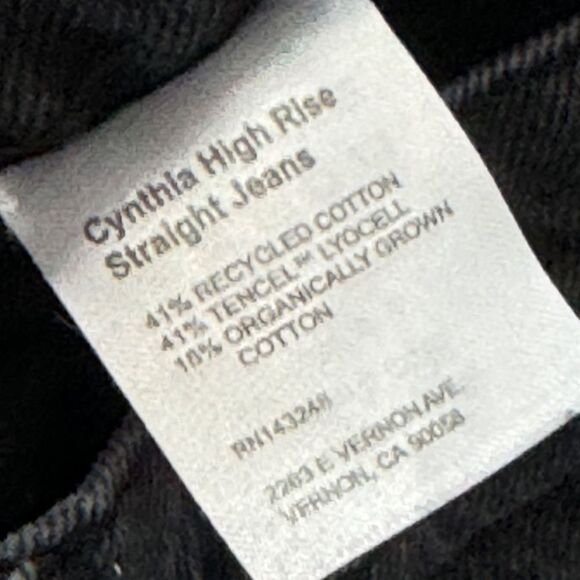 Cynthia High Rise
Straight Jeans
41% RECYCLED COTTON
41% TENCEL™ LYOCELL
18% ORGANICALLY GROWN
COTTON
RN143248
2263 E VERNON AVE.
VERNON, CA 90058